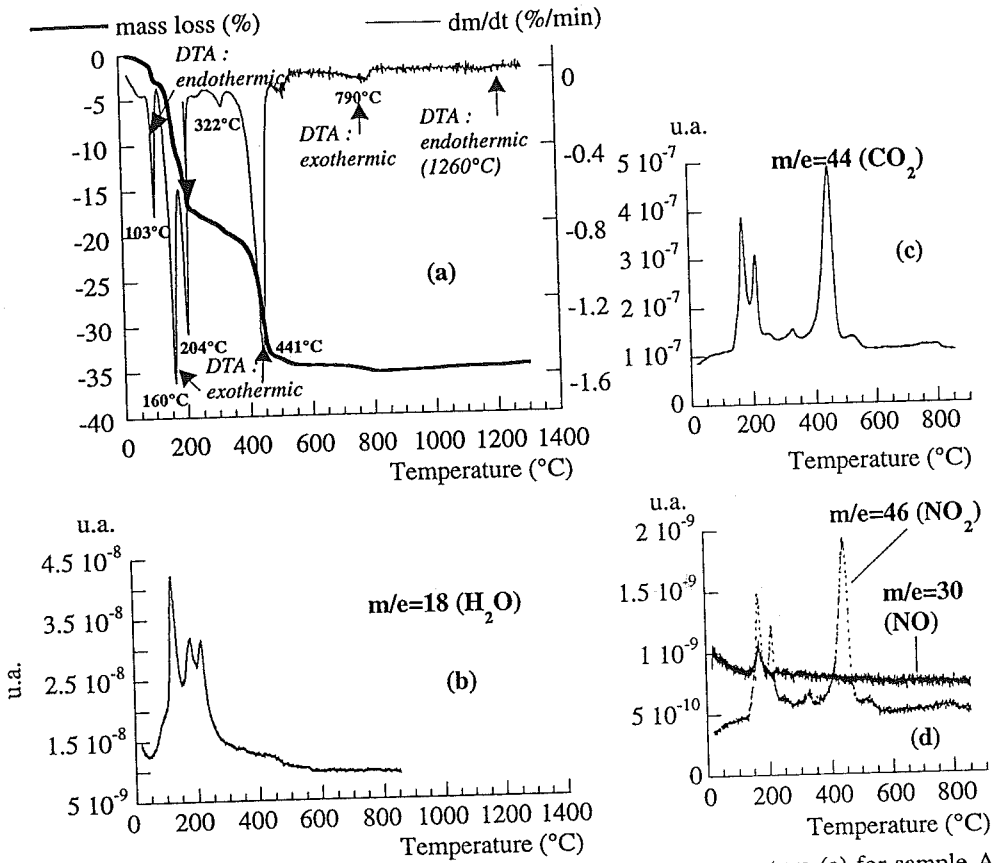 mass loss (%)
dm/dt (%/min)
DTA :
endothermic
0
-5
-10
-15
-20
-25
-30
-35
-40
103°C
160°C
204°C
322°C
441°C
790°C
DTA :
exothermic
DTA :
exothermic
DTA :
endothermic
(1260°C)
(a)
0
-0.4
-0.8
-1.2
-1.6
0 200 400 600 800 1000 1200 1400
Temperature (°C)
u.a.
m/e=44 (CO2)
5 10-7
4 10-7
3 10-7
2 10-7
1 10-7
0
(c)
0 200 400 600 800
Temperature (°C)
u.a.
u.a.
4.5 10-8
3.5 10-8
2.5 10-8
1.5 10-8
5 10-9
m/e=18 (H2O)
(b)
0 200 400 600 800 1000 1200 1400
Temperature (°C)
u.a.
m/e=46 (NO2)
m/e=30
(NO)
2 10-9
1.5 10-9
1 10-9
5 10-10
0
(d)
0 200 400 600 800
Temperature (°C)
(a) for sample A